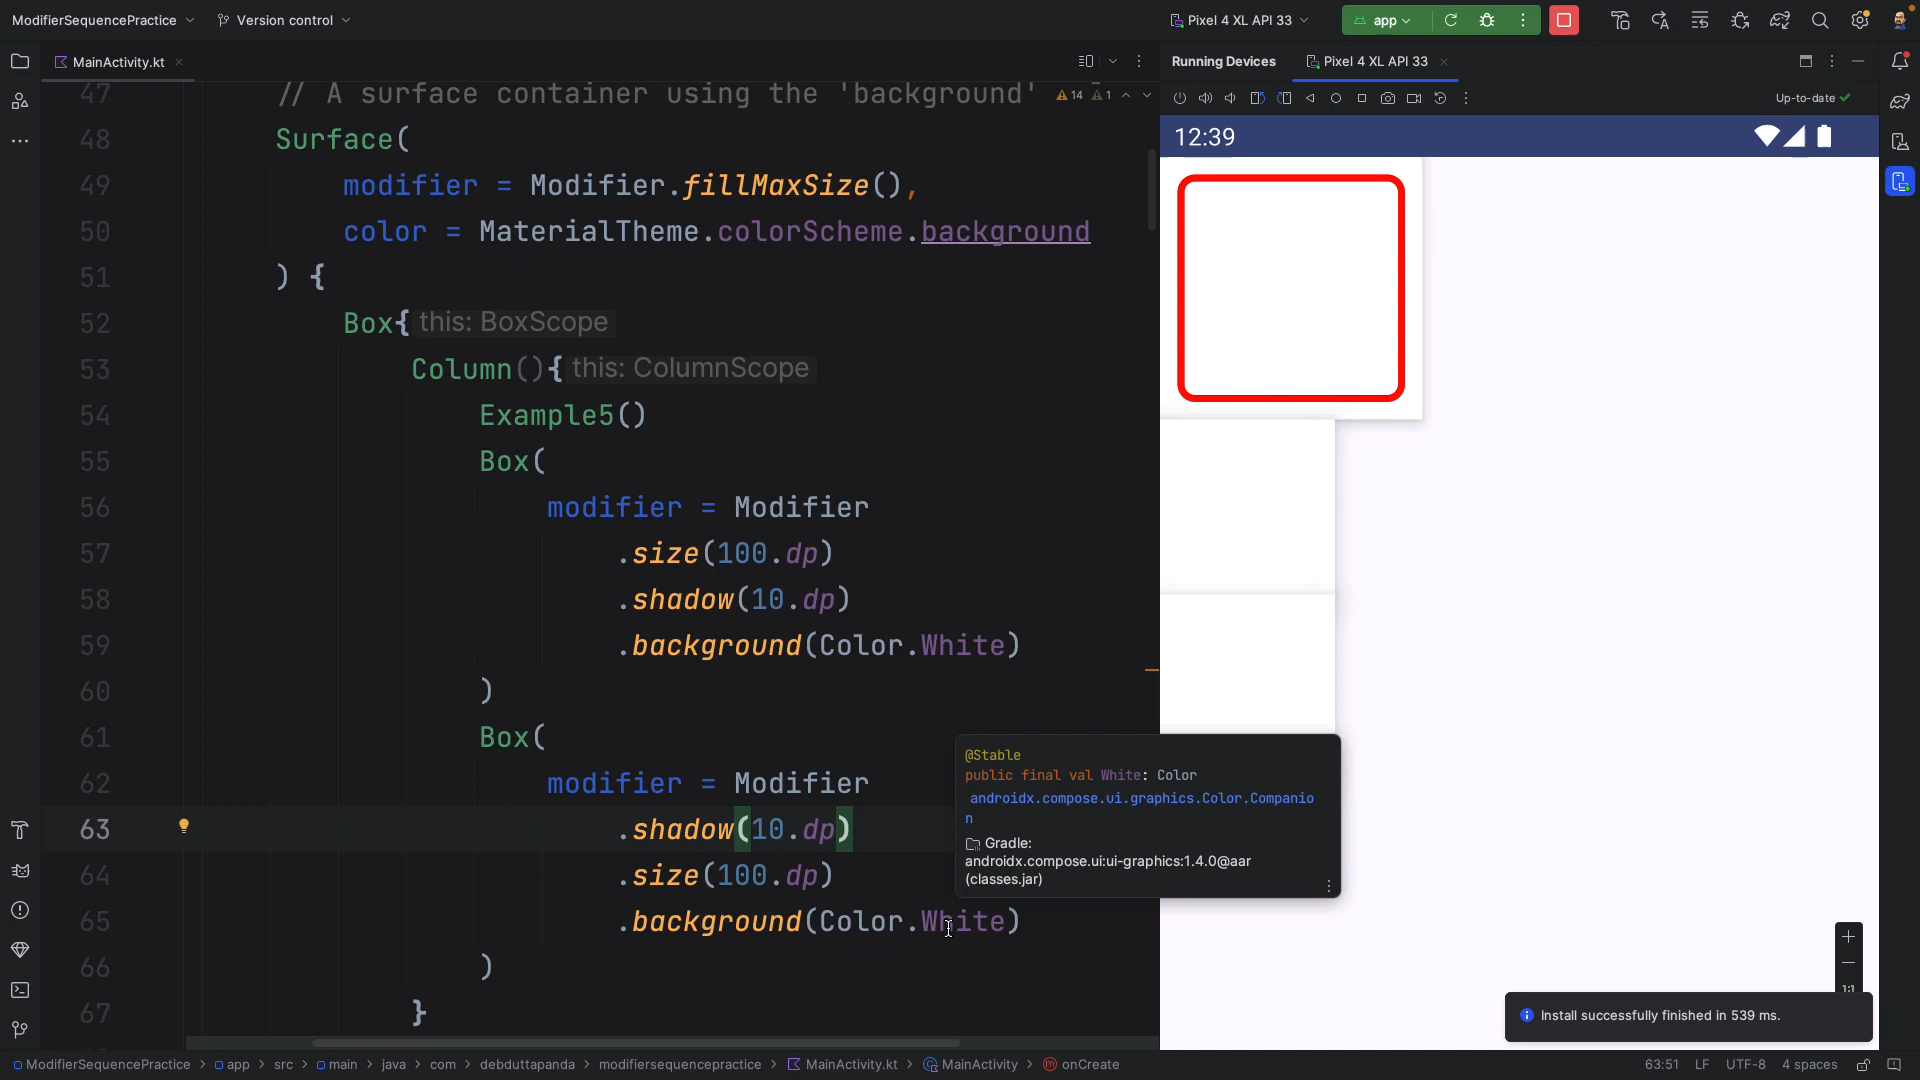 ModifierSequencePractice
Version control
Pixel 4 XL API 33
app
MainActivity.kt
Running Devices
Pixel 4 XL API 33
Up-to-date
47 // A surface container using the 'background'
14 1
48 Surface(
49 modifier = Modifier.fillMaxSize(),
50 color = MaterialTheme.colorScheme.background
51 ) {
52 Box{ this: BoxScope
53 Column(){ this: ColumnScope
54 Example5()
55 Box(
56 modifier = Modifier
57 .size(100.dp)
58 .shadow(10.dp)
59 .background(Color.White)
60 )
61 Box(
62 modifier = Modifier
63 .shadow(10.dp)
64 .size(100.dp)
65 .background(Color.White)
66 )
67 }
12:39
@Stable
public final val White: Color
androidx.compose.ui.graphics.Color.Companio
n
Gradle:
androidx.compose.ui:ui-graphics:1.4.0@aar
(classes.jar)
1:1
Install successfully finished in 539 ms.
ModifierSequencePractice > app > src > main > java > com > debduttapanda > modifiersequencepractice > MainActivity.kt > MainActivity > onCreate
63:51 LF UTF-8 4 spaces